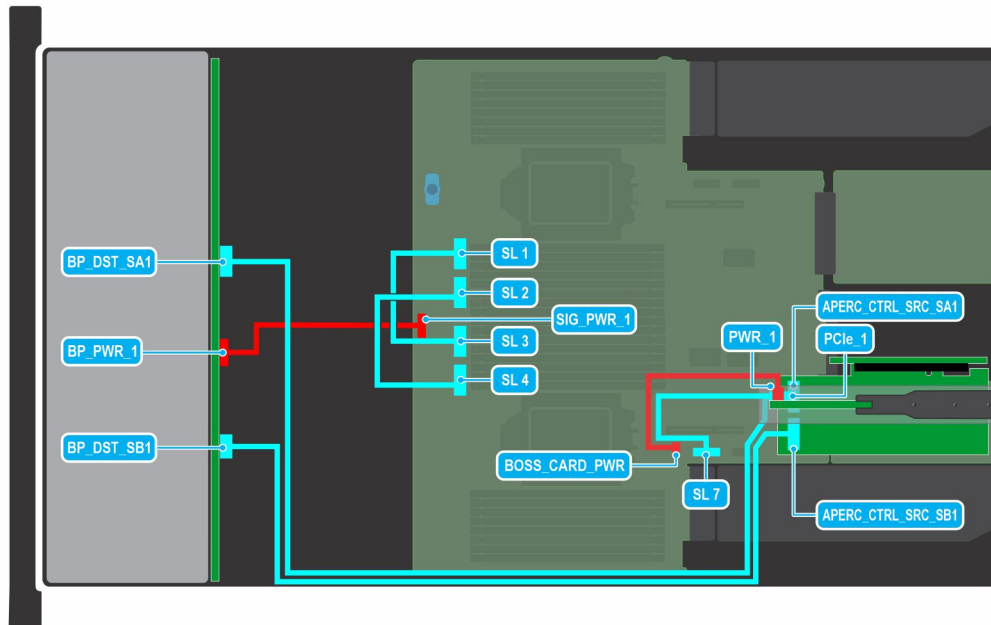 BP_DST_SA1
BP_PWR_1
BP_DST_SB1
SL 1
SL 2
SIG_PWR_1
SL 3
SL 4
BOSS_CARD_PWR
SL 7
PWR_1
APERC_CTRL_SRC_SA1
PCIe_1
APERC_CTRL_SRC_SB1